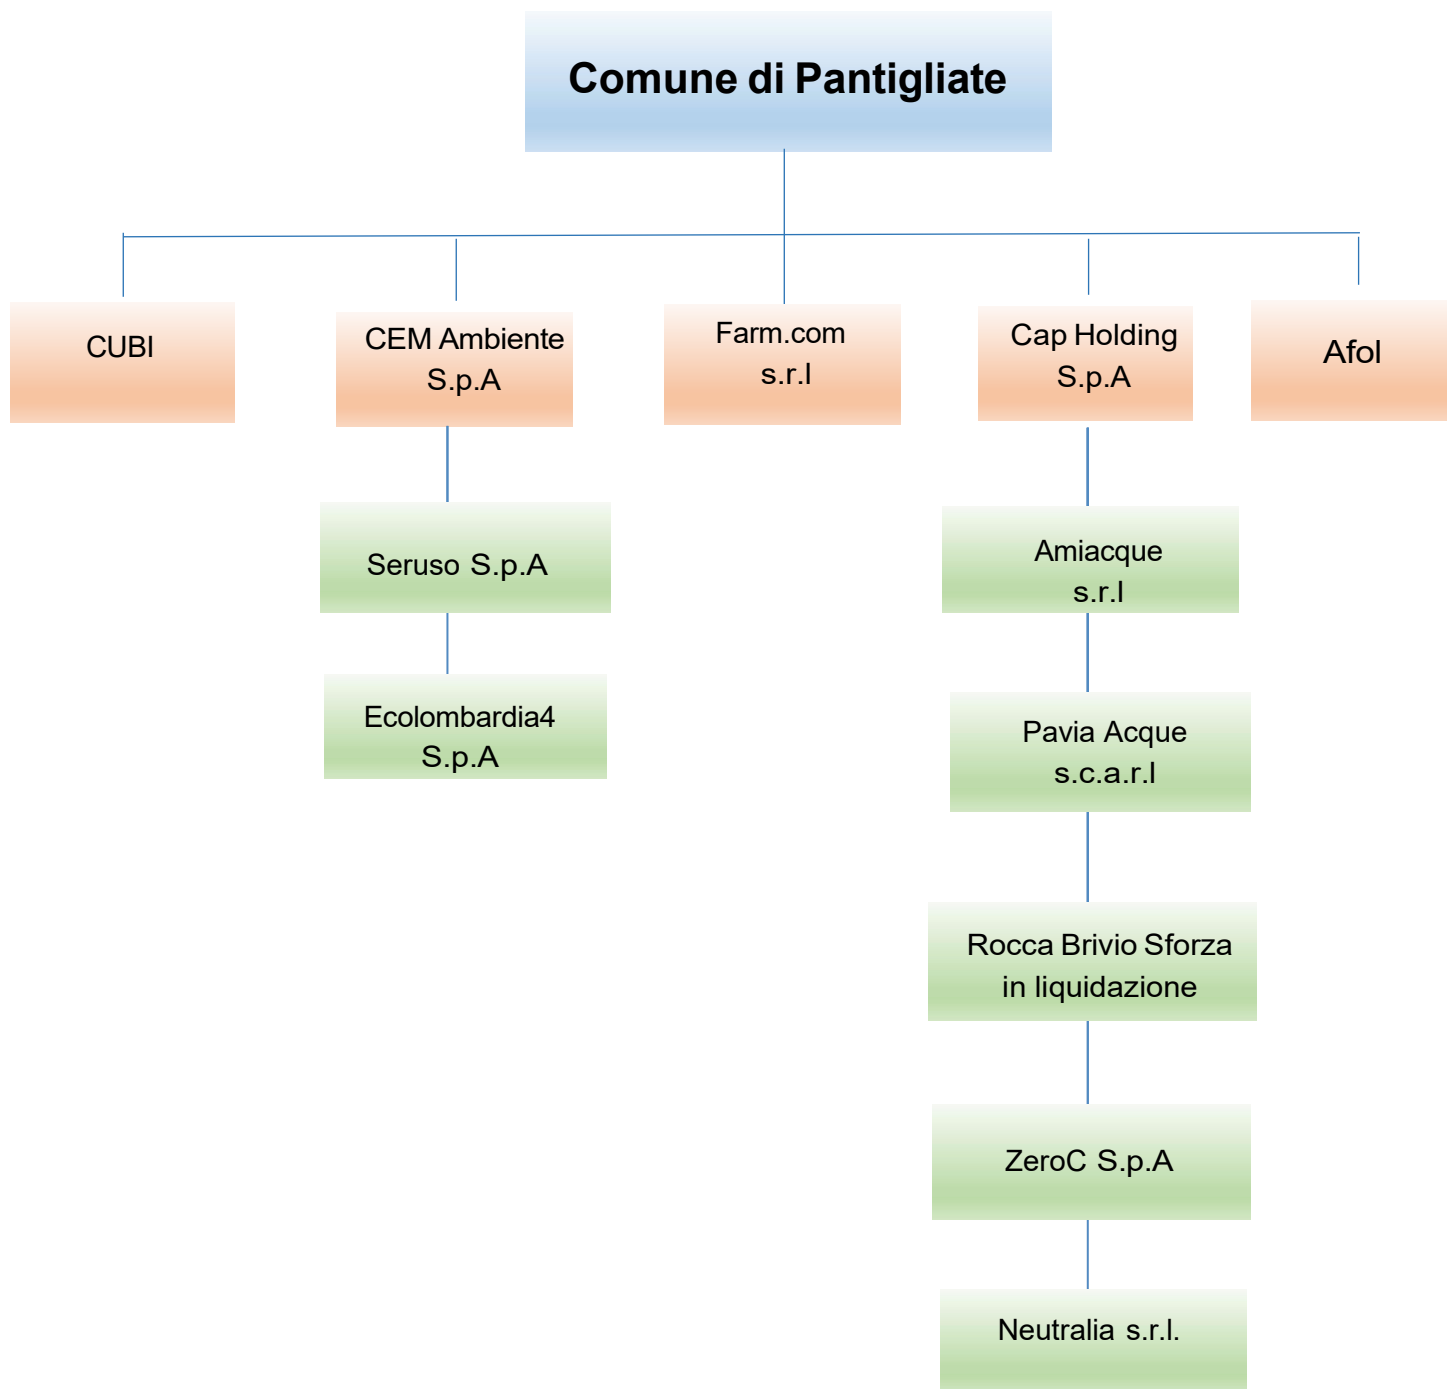 Comune di Pantigliate
CUBI
CEM Ambiente
S.p.A
Farm.com
s.r.l
Cap Holding
S.p.A
Afol
Seruso S.p.A
Ecolombardia4
S.p.A
Amiacque
s.r.l
Pavia Acque
s.c.a.r.l
Rocca Brivio Sforza
in liquidazione
ZeroC S.p.A
Neutralia s.r.l.